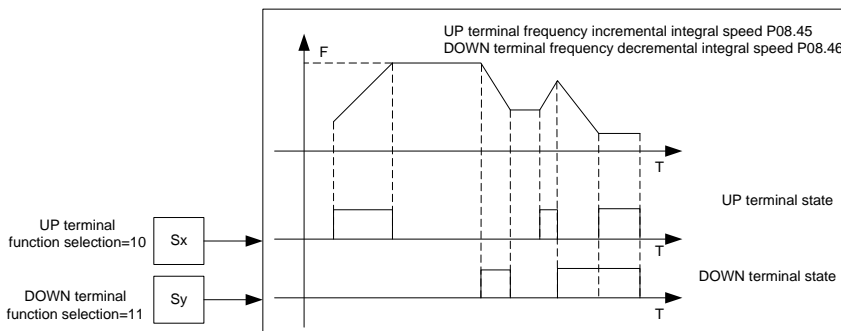 UP terminal frequency incremental integral speed P08.45
DOWN terminal frequency decremental integral speed P08.46
F
T
UP terminal state
UP terminal
function selection=10
Sx
T
DOWN terminal state
DOWN terminal
function selection=11
Sy
T